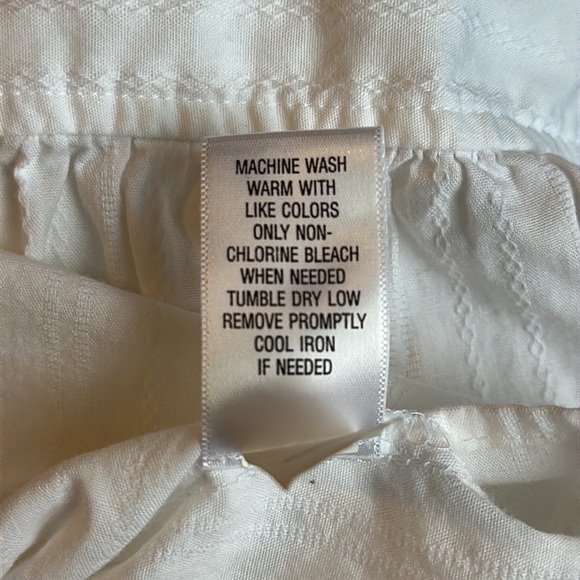 MACHINE WASH
WARM WITH
LIKE COLORS
ONLY NON-
CHLORINE BLEACH
WHEN NEEDED
TUMBLE DRY LOW
REMOVE PROMPTLY
COOL IRON
IF NEEDED